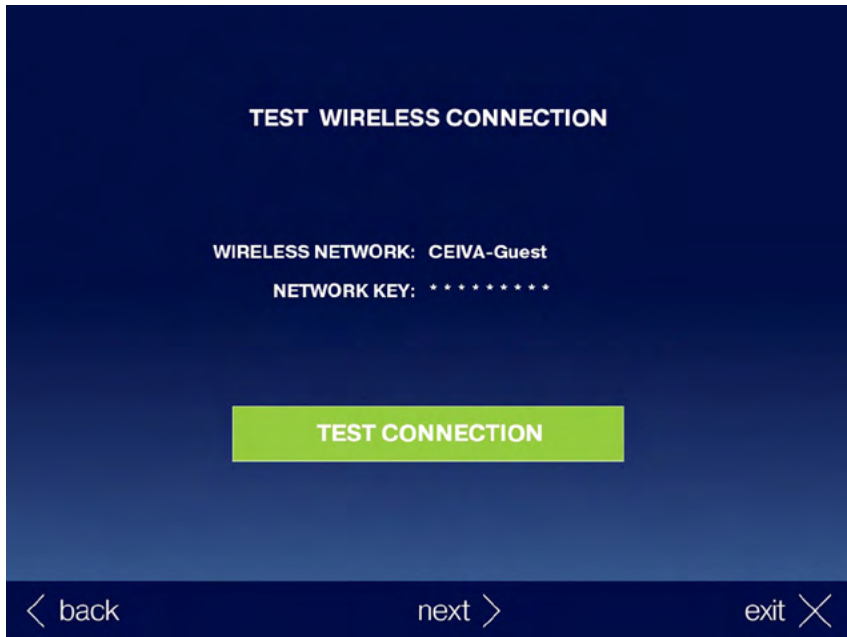 TEST WIRELESS CONNECTION
WIRELESS NETWORK: CEIVA-Guest
NETWORK KEY: * * * * * * * * *
TEST CONNECTION
< back next > exit X